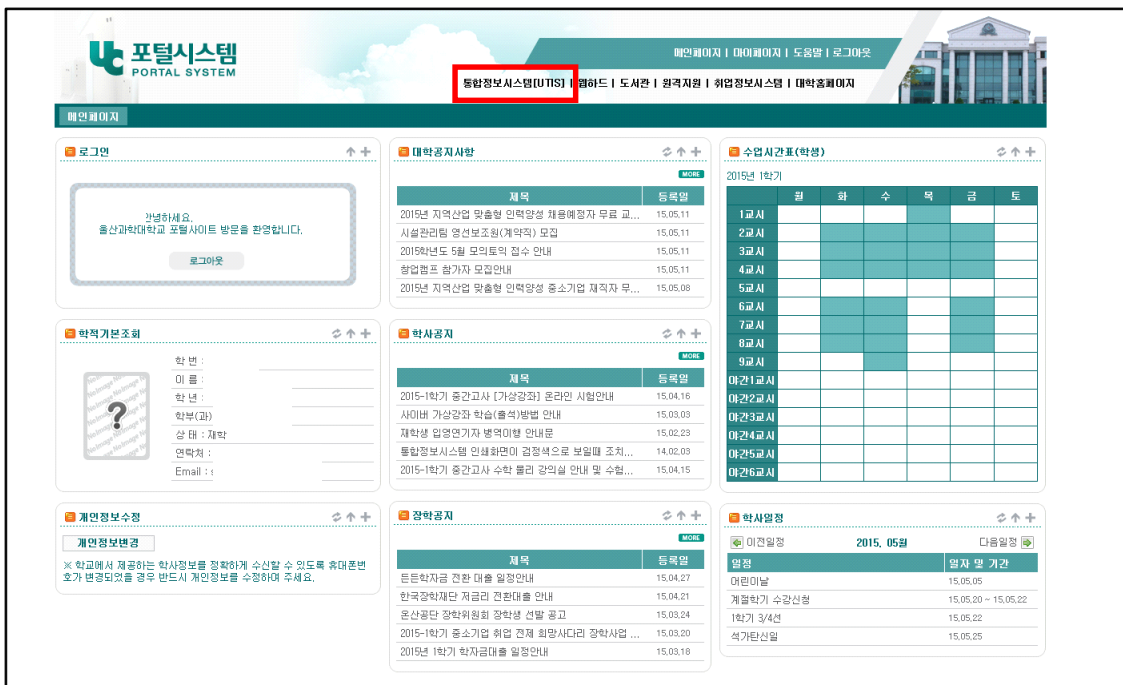 Uc 포털시스템
PORTAL SYSTEM
메인페이지 | 마이페이지 | 도움말 | 로그아웃
통합정보시스템[UTIS] | 웹하드 | 도서관 | 원격지원 | 취업정보시스템 | 대학홈페이지
메인페이지
로그인
간녕하세요.
울산과학대학교 포털사이트 방문을 환영합니다.
로그아웃
학적기본조회
No Image
학 번 :
이 름 :
학 년 :
학부(과)
상 태 : 재학
연락처 :
Email :
개인정보수정
개인정보변경
※ 학교에서 제공하는 학사정보를 정확하게 수신할 수 있도록 휴대폰번
호가 변경되었을 경우 반드시 개인정보를 수정하여 주세요.
대학공지사항
MORE
제목 등록일
2015년 지역산업 맞춤형 인력양성 채용예정자 무료 교... 15.05.11
시설관리팀 영선보조원(계약직) 모집 15.05.11
2015학년도 5월 모의토익 접수 안내 15.05.11
창업캠프 참가자 모집안내 15.05.11
2015년 지역산업 맞춤형 인력양성 중소기업 재직자 무... 15.05.08
학사공지
MORE
제목 등록일
2015-1학기 중간고사 [가상강좌] 온라인 시험안내 15.04.16
사이버 가상강좌 학습(출석)방법 안내 15.03.03
재학생 입영연기자 병역이행 안내문 15.02.23
통합정보시스템 인쇄화면이 검정색으로 보일때 조치... 14.02.03
2015-1학기 중간고사 수학 물리 강의실 안내 및 수험... 15.04.15
장학공지
MORE
제목 등록일
든든학자금 전환 대출 일정안내 15.04.27
한국장학재단 저금리 전환대출 안내 15.04.21
온산공단 장학위원회 장학생 선발 공고 15.03.24
2015-1학기 중소기업 취업 전제 희망사다리 장학사업 ... 15.03.20
2015년 1학기 학자금대출 일정안내 15.03.18
수업시간표(학생)
2015년 1학기
월 화 수 목 금 토
1교시
2교시
3교시
4교시
5교시
6교시
7교시
8교시
9교시
야간1교시
야간2교시
야간3교시
야간4교시
야간5교시
야간6교시
학사일정
이전일정 2015. 05월 다음일정
일정 일자 및 기간
어린이날 15.05.05
계절학기 수강신청 15.05.20 ~ 15.05.22
1학기 3/4선 15.05.22
석가탄신일 15.05.25